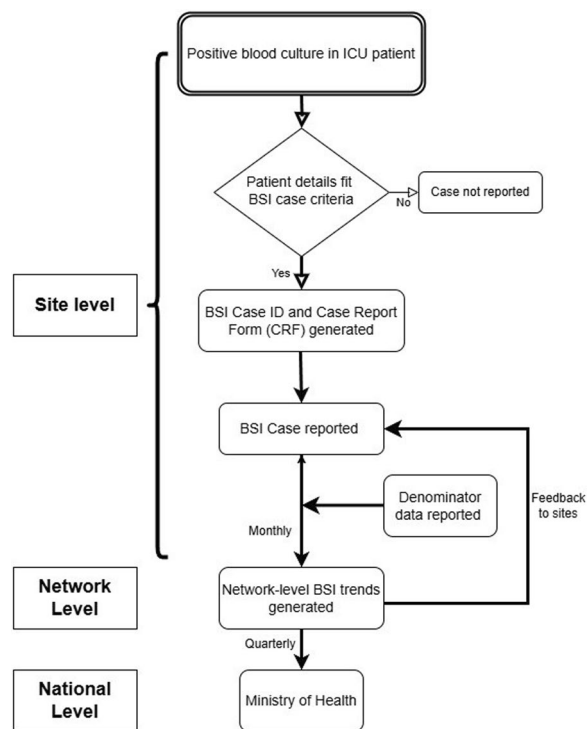 Positive blood culture in ICU patient
Patient details fit
BSI case criteria
No
Case not reported
Yes
Site level
BSI Case ID and Case Report
Form (CRF) generated
BSI Case reported
Denominator
data reported
Feedback
to sites
Monthly
Network
Level
Network-level BSI trends
generated
Quarterly
National
Level
Ministry of Health